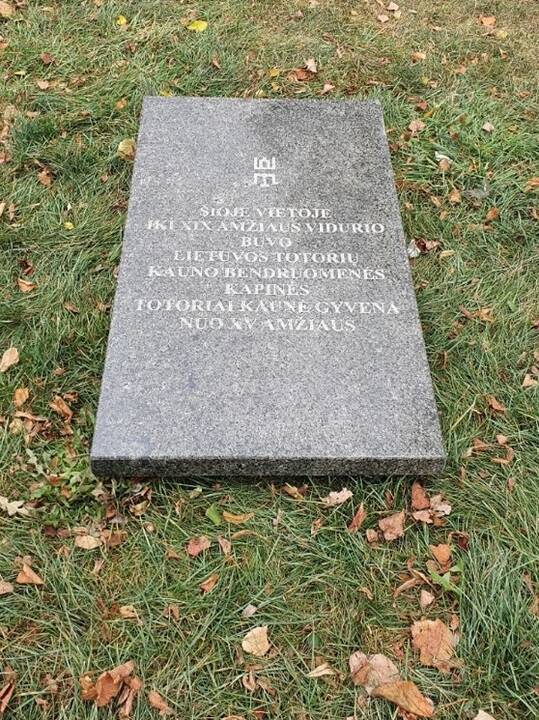 ŠIOJE VIETOJE
IKI XIX AMŽIAUS VIDURIO
BUVO
LIETUVOS TOTORIŲ
KAUNO BENDRUOMENĖS
KAPINĖS
TOTORIAI KAUNE GYVENA
NUO XV AMŽIAUS